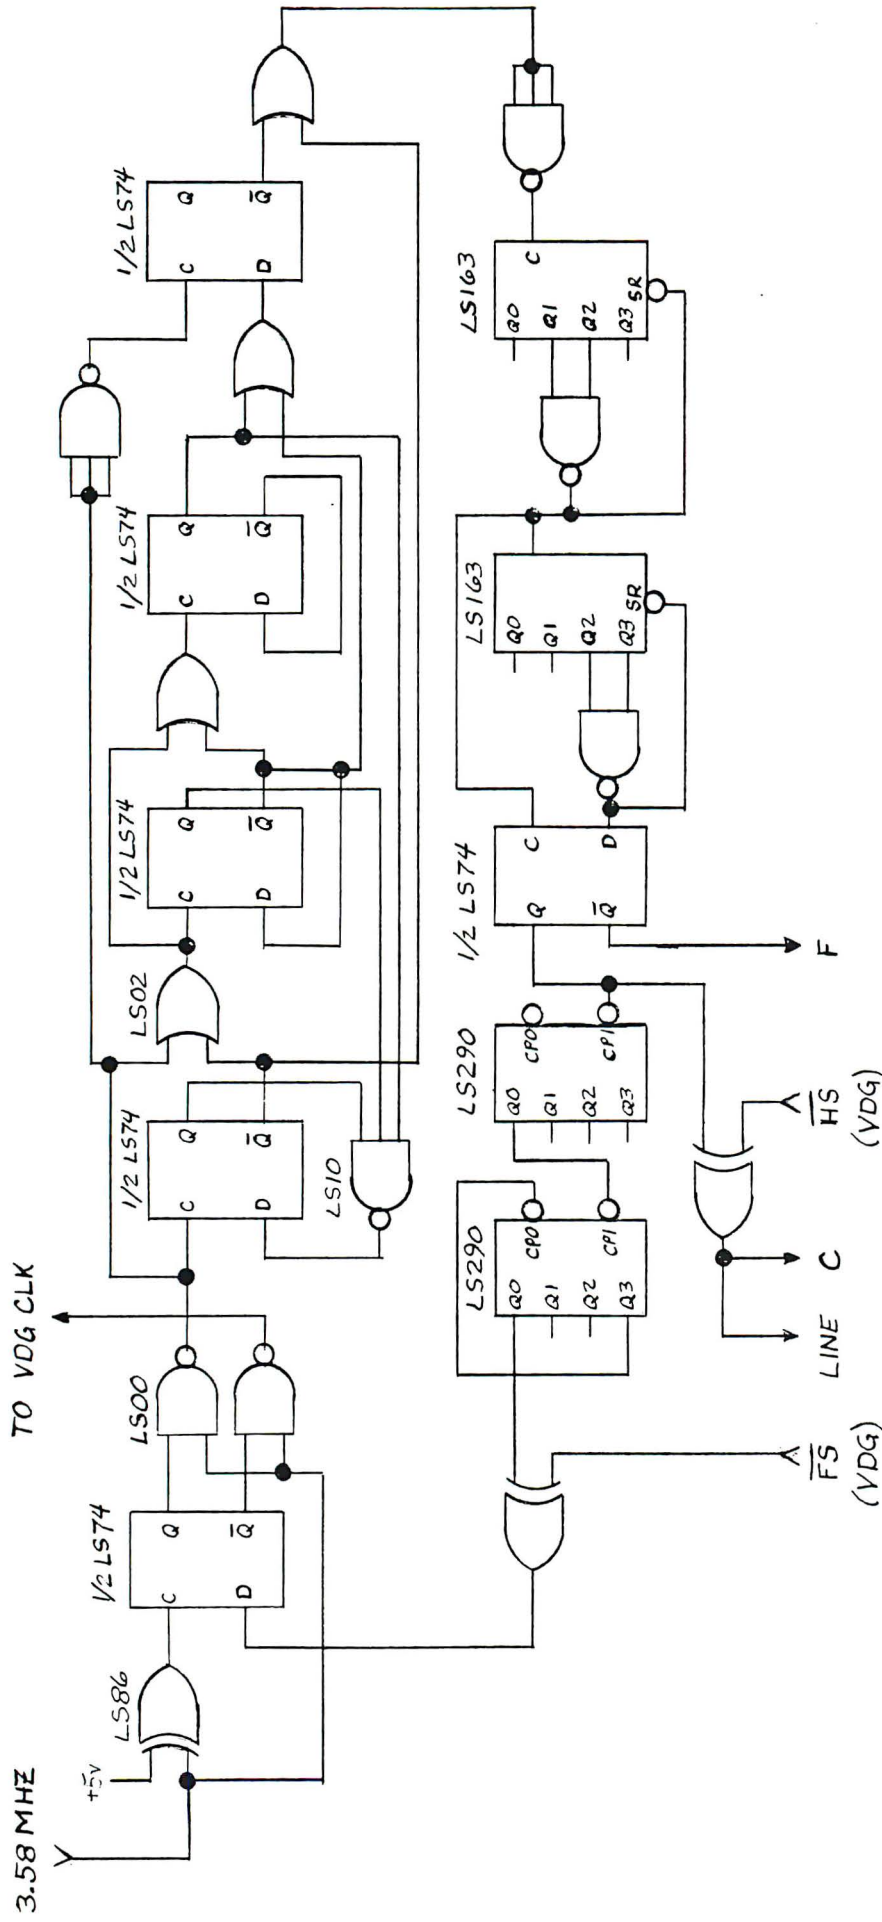 3.58 MHZ
+5V
LS86
1/2 LS74
C
Q
D
Q̅
TO VDG CLK
LS00
1/2 LS74
C
Q
D
Q̅
LS10
LS02
1/2 LS74
C
Q
D
Q̅
1/2 LS74
C
Q
D
Q̅
1/2 LS74
C
Q
D
Q̅
LS163
C
Q0
Q1
Q2
Q3
SR
LS163
Q0
Q1
Q2
Q3
SR
1/2 LS74
C
Q
D
Q̅
F
LS290
CP0
CP1
Q0
Q1
Q2
Q3
LS290
CP0
CP1
Q0
Q1
Q2
Q3
H̅S̅
(VDG)
C
LINE
F̅S̅
(VDG)